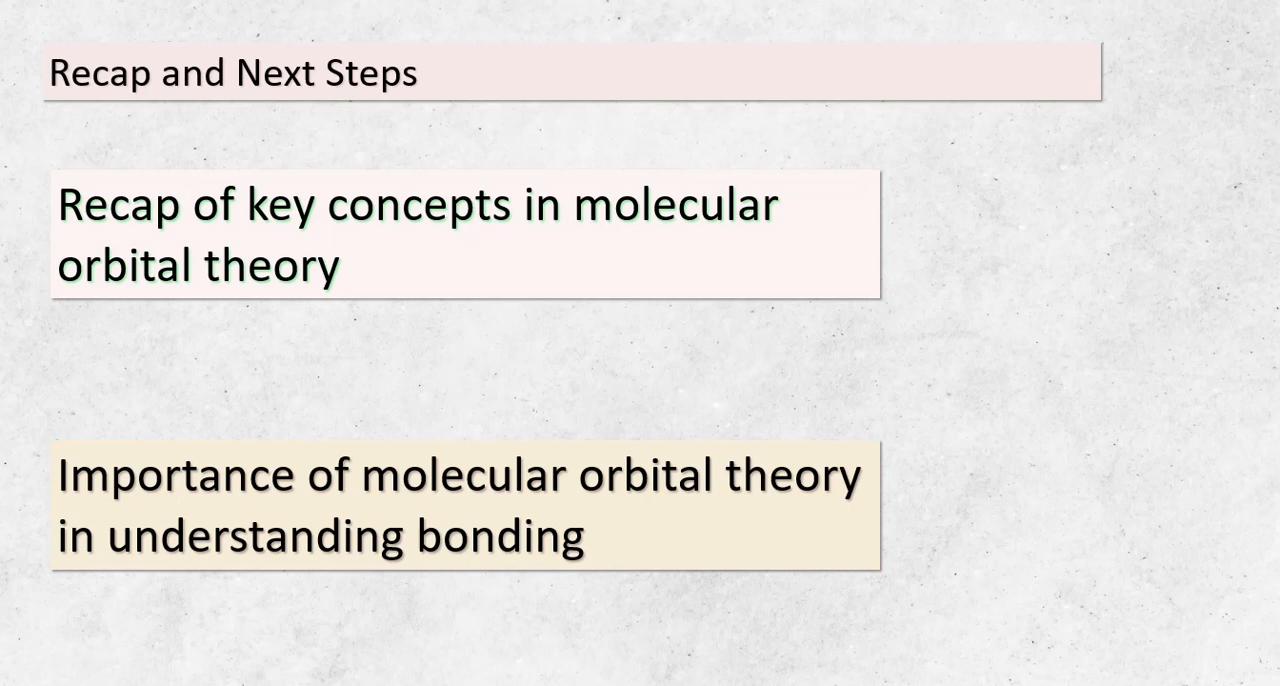 Recap and Next Steps
Recap of key concepts in molecular
orbital theory
Importance of molecular orbital theory
in understanding bonding